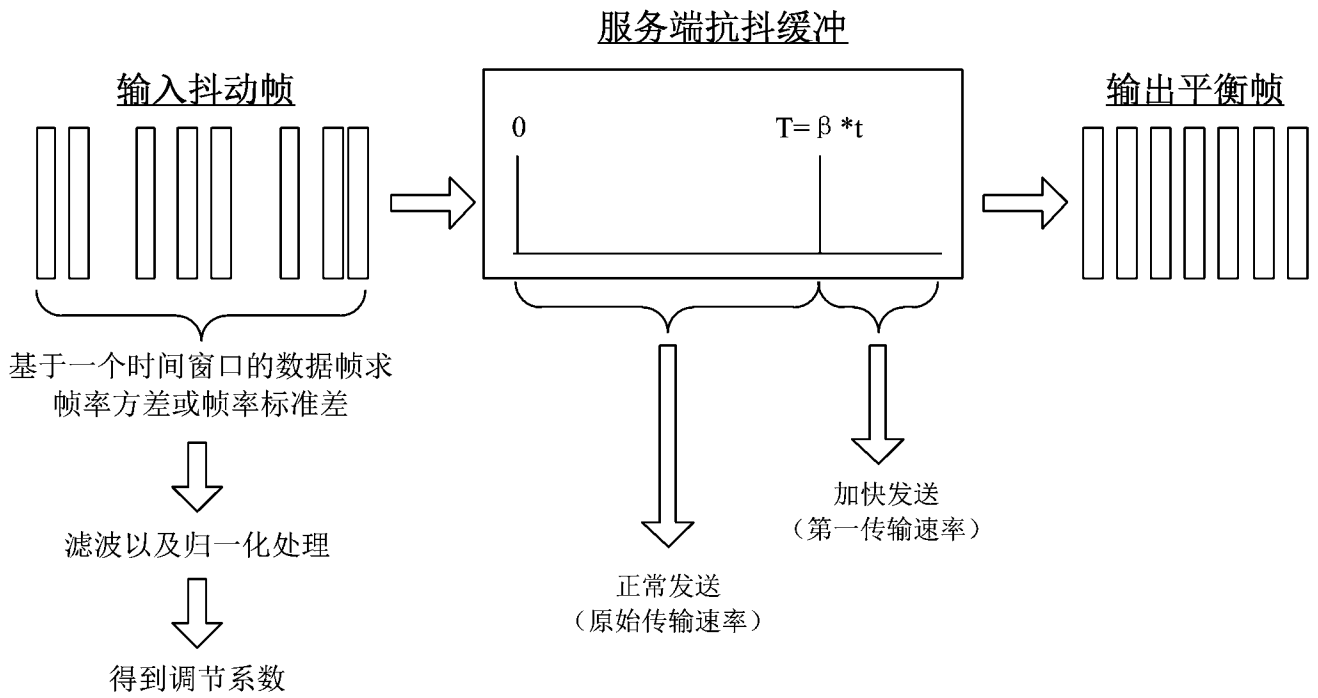 服务端抗抖缓冲
输入抖动帧
输出平衡帧
0
T=β*t
基于一个时间窗口的数据帧求
帧率方差或帧率标准差
滤波以及归一化处理
得到调节系数
正常发送
（原始传输速率）
加快发送
（第一传输速率）